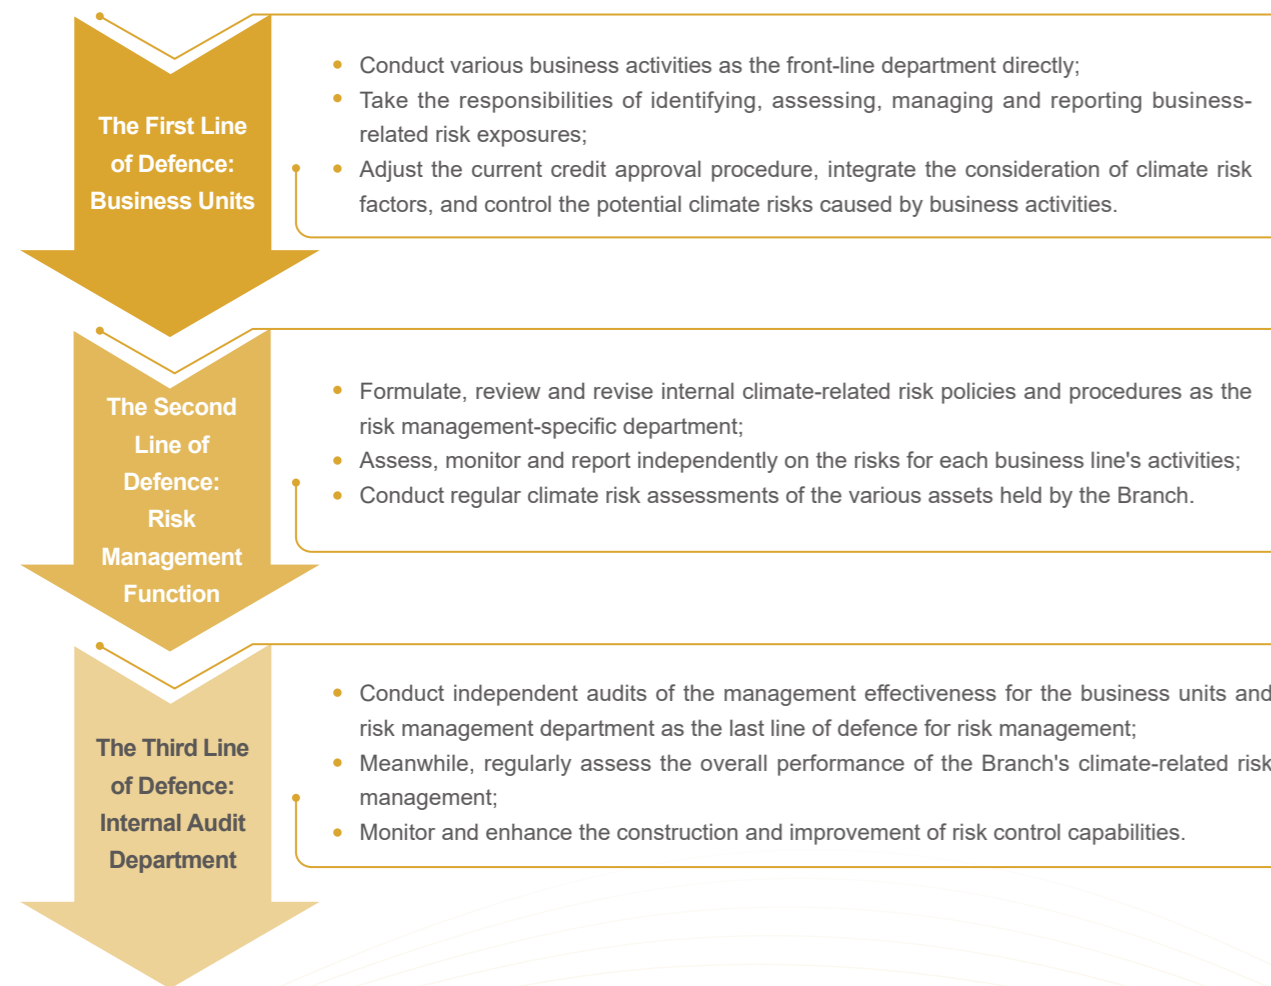 The First Line
of Defence:
Business Units
• Conduct various business activities as the front-line department directly;
• Take the responsibilities of identifying, assessing, managing and reporting business-
related risk exposures;
• Adjust the current credit approval procedure, integrate the consideration of climate risk
factors, and control the potential climate risks caused by business activities.
The Second
Line of
Defence:
Risk
Management
Function
• Formulate, review and revise internal climate-related risk policies and procedures as the
risk management-specific department;
• Assess, monitor and report independently on the risks for each business line's activities;
• Conduct regular climate risk assessments of the various assets held by the Branch.
The Third Line
of Defence:
Internal Audit
Department
• Conduct independent audits of the management effectiveness for the business units and
risk management department as the last line of defence for risk management;
• Meanwhile, regularly assess the overall performance of the Branch's climate-related risk
management;
• Monitor and enhance the construction and improvement of risk control capabilities.